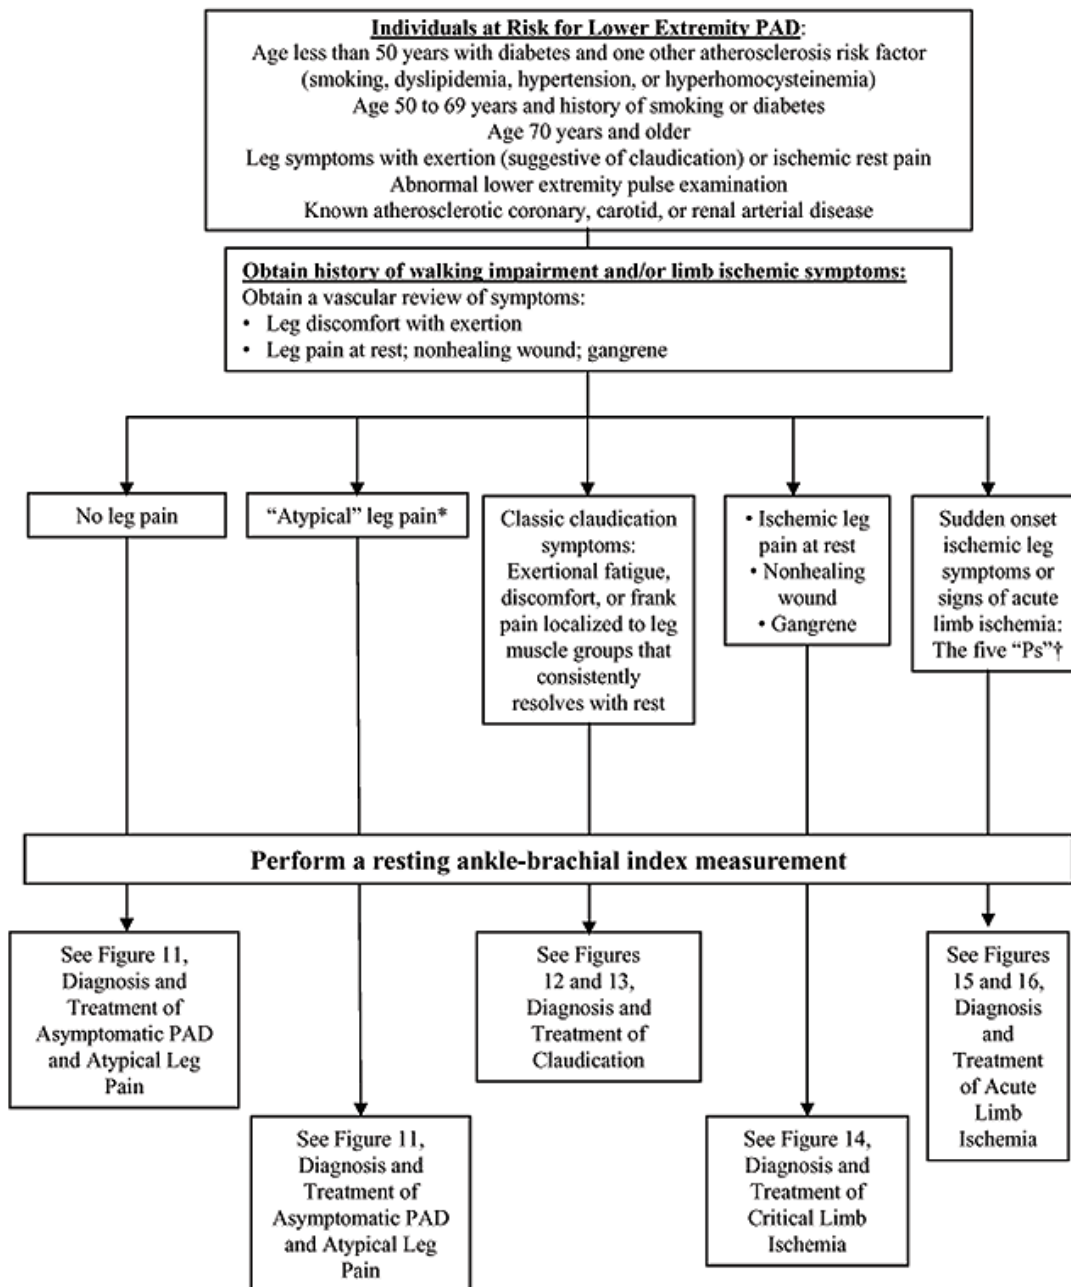 Individuals at Risk for Lower Extremity PAD:
Age less than 50 years with diabetes and one other atherosclerosis risk factor
(smoking, dyslipidemia, hypertension, or hyperhomocysteinemia)
Age 50 to 69 years and history of smoking or diabetes
Age 70 years and older
Leg symptoms with exertion (suggestive of claudication) or ischemic rest pain
Abnormal lower extremity pulse examination
Known atherosclerotic coronary, carotid, or renal arterial disease
Obtain history of walking impairment and/or limb ischemic symptoms:
Obtain a vascular review of symptoms:
• Leg discomfort with exertion
• Leg pain at rest; nonhealing wound; gangrene
No leg pain
“Atypical” leg pain*
Classic claudication
symptoms:
Exertional fatigue,
discomfort, or frank
pain localized to leg
muscle groups that
consistently
resolves with rest
• Ischemic leg
pain at rest
• Nonhealing
wound
• Gangrene
Sudden onset
ischemic leg
symptoms or
signs of acute
limb ischemia:
The five “Ps”†
Perform a resting ankle-brachial index measurement
See Figure 11,
Diagnosis and
Treatment of
Asymptomatic PAD
and Atypical Leg
Pain
See Figure 11,
Diagnosis and
Treatment of
Asymptomatic PAD
and Atypical Leg
Pain
See Figures
12 and 13,
Diagnosis and
Treatment of
Claudication
See Figure 14,
Diagnosis and
Treatment of
Critical Limb
Ischemia
See Figures
15 and 16,
Diagnosis
and
Treatment
of Acute
Limb
Ischemia